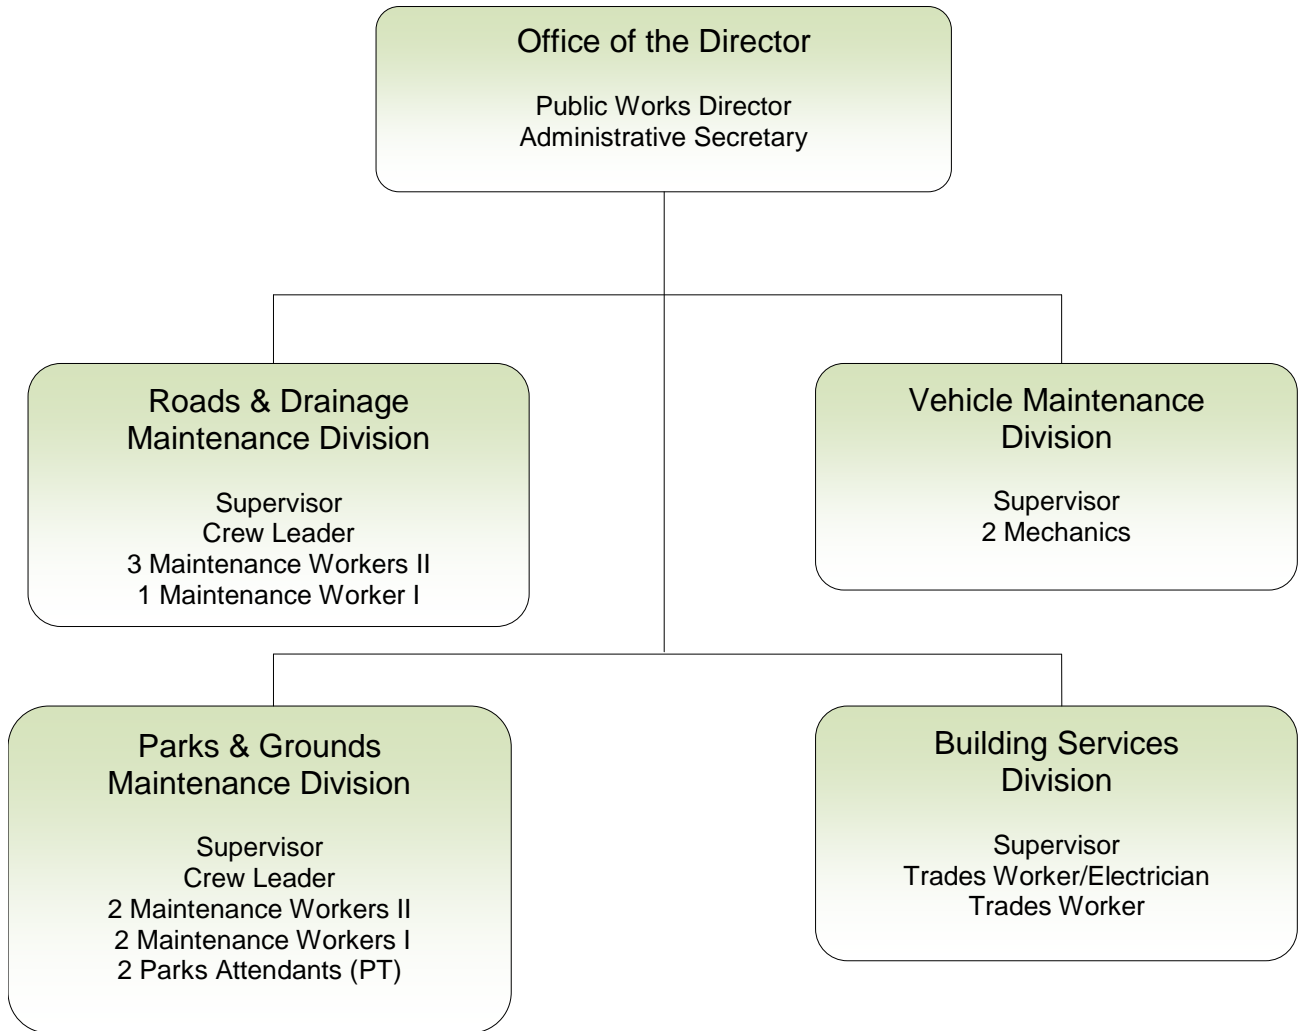 Office of the Director
Public Works Director
Administrative Secretary
Roads & Drainage
Maintenance Division
Supervisor
Crew Leader
3 Maintenance Workers II
1 Maintenance Worker I
Vehicle Maintenance
Division
Supervisor
2 Mechanics
Parks & Grounds
Maintenance Division
Supervisor
Crew Leader
2 Maintenance Workers II
2 Maintenance Workers I
2 Parks Attendants (PT)
Building Services
Division
Supervisor
Trades Worker/Electrician
Trades Worker